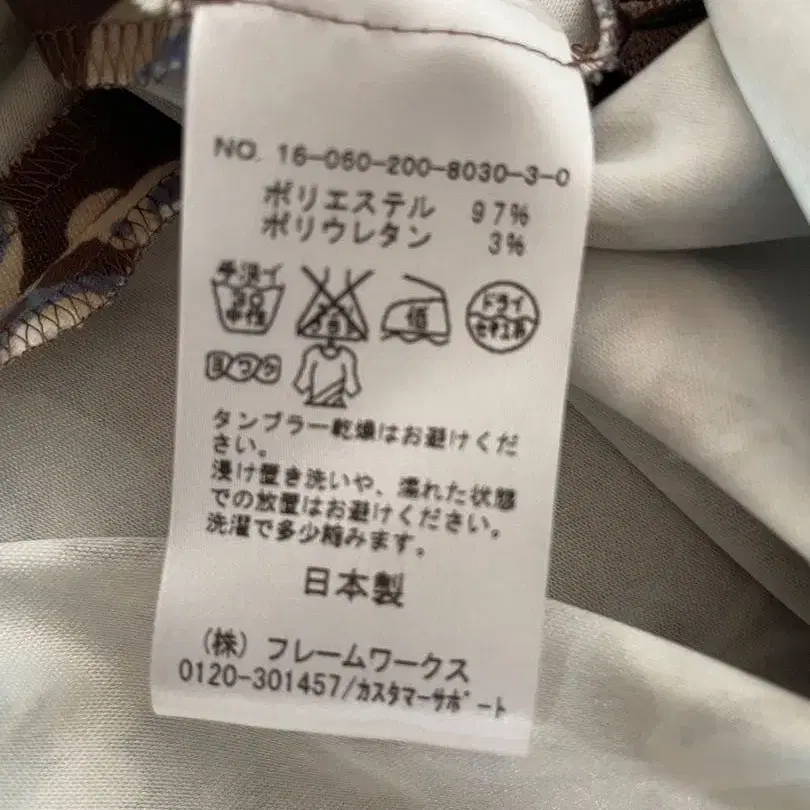 NO. 16-060-200-8030-3-0
ポリエステル 97%
ポリウレタン 3%
手洗イ 30 中性 低 ドライ セキユ系
ヨワク
タンブラー乾燥はお避けくだ
さい。
浸け置き洗いや、濡れた状態
での放置はお避けください。
洗濯で多少縮みます。
日本製
(株) フレームワークス
0120-301457/カスタマーサポート